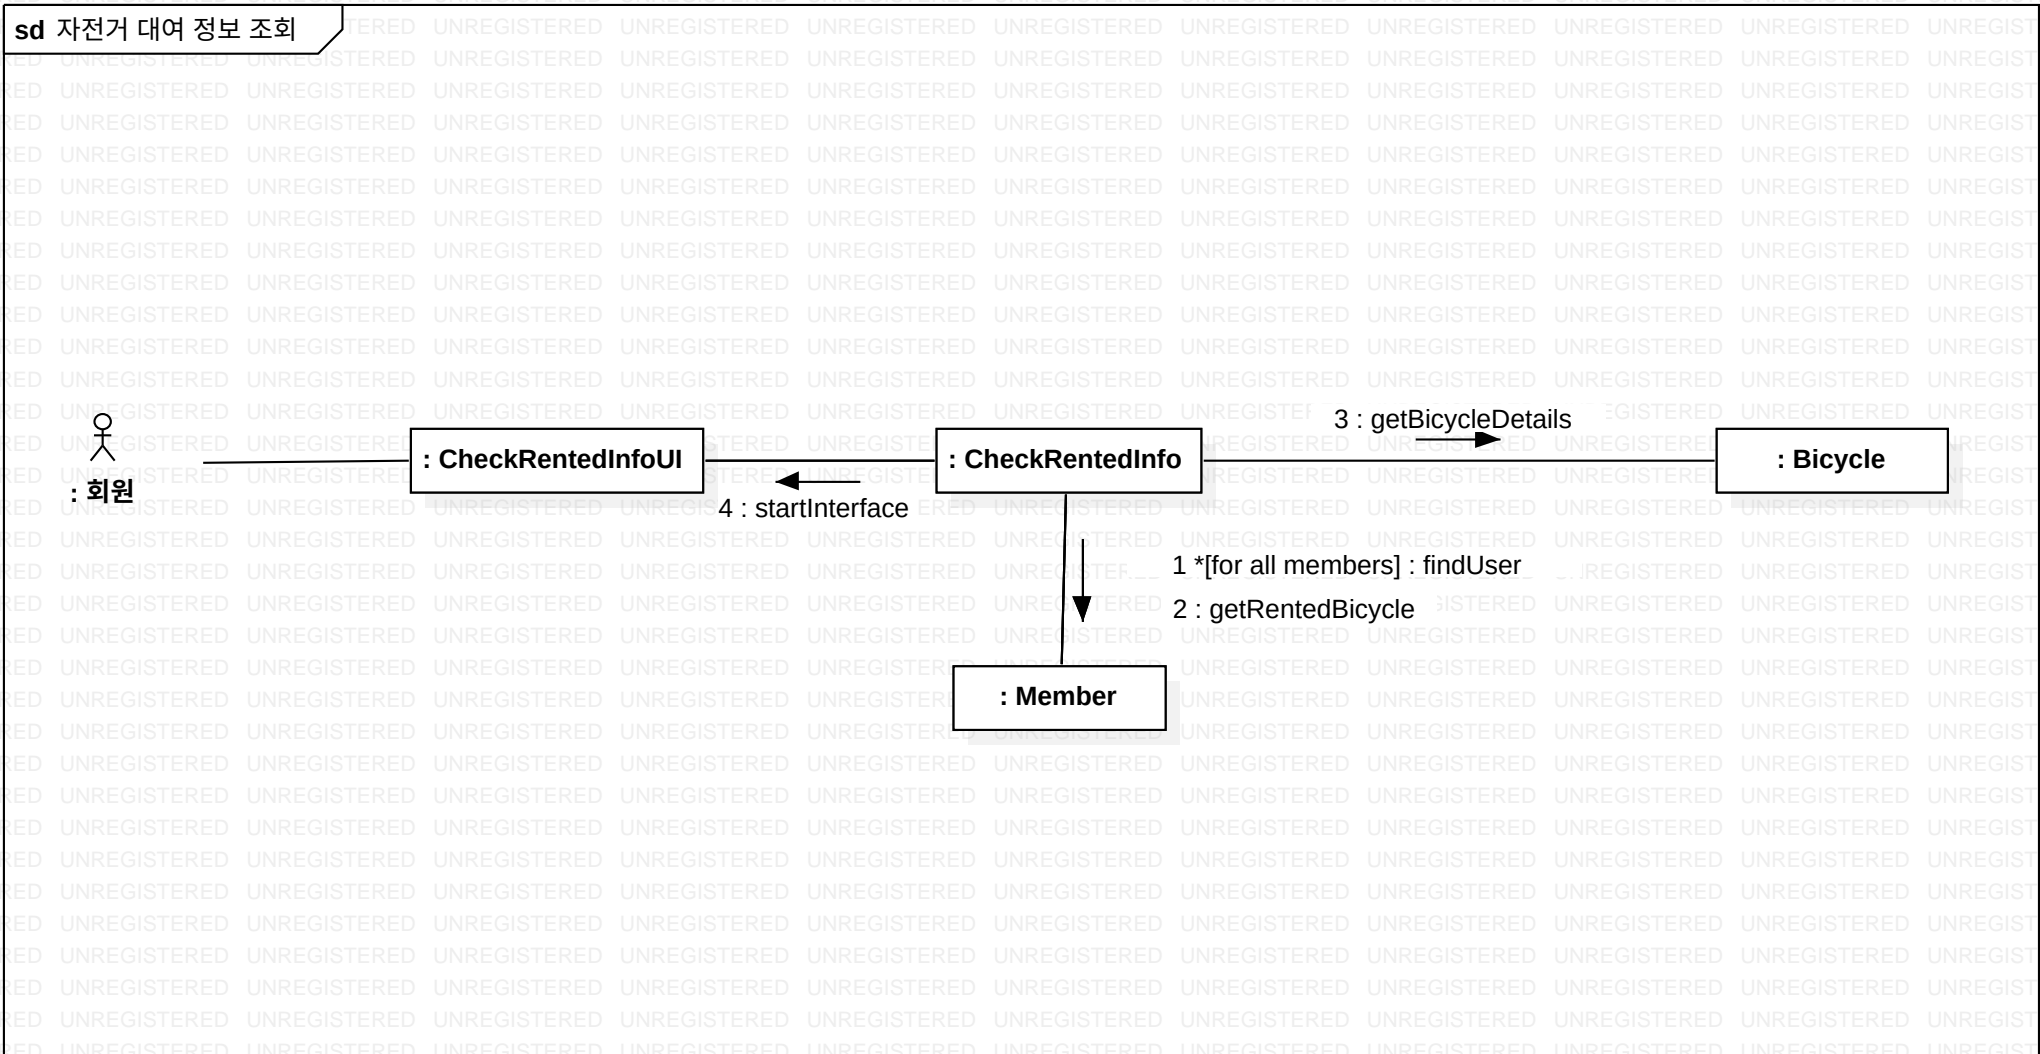 sd 자전거 대여 정보 조회
3 : getBicycleDetails
: CheckRentedInfoUI
: CheckRentedInfo
: Bicycle
: 회원
4 : startInterface
1 *[for all members] : findUser
2 : getRentedBicycle
: Member
UNREGISTERED